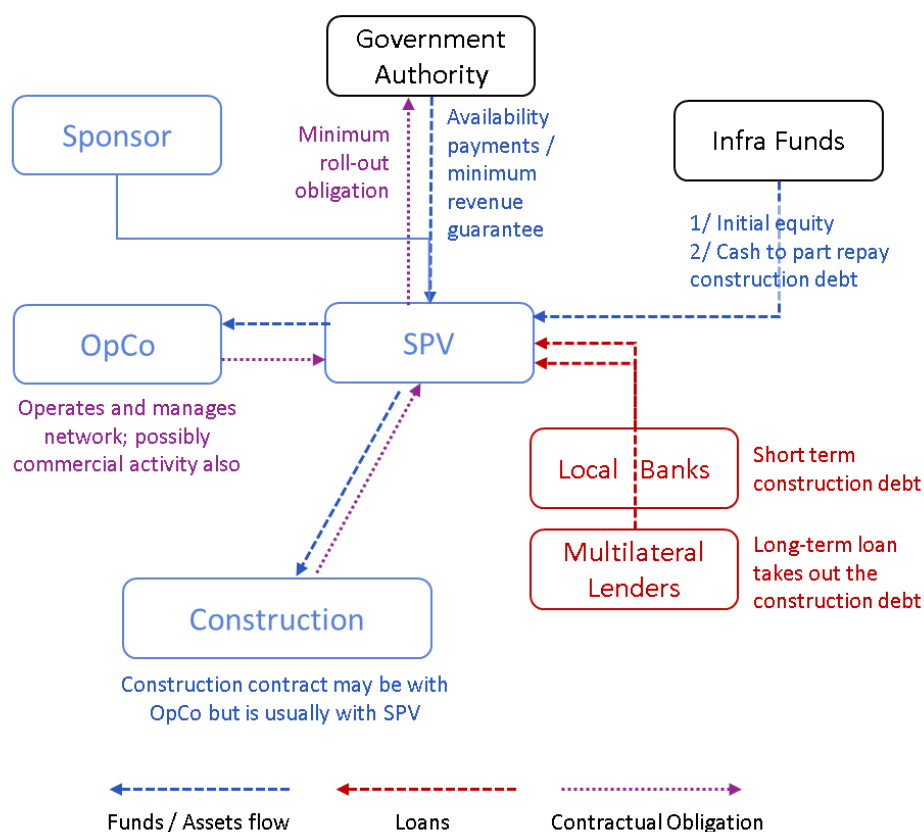 Government
Authority
Sponsor
Minimum
roll-out
obligation
Availability
payments /
minimum
revenue
guarantee
Infra Funds
1/ Initial equity
2/ Cash to part repay
construction debt
OpCo
SPV
Operates and manages
network; possibly
commercial activity also
Local Banks
Short term
construction debt
Multilateral
Lenders
Long-term loan
takes out the
construction debt
Construction
Construction contract may be with
OpCo but is usually with SPV
Funds / Assets flow
Loans
Contractual Obligation